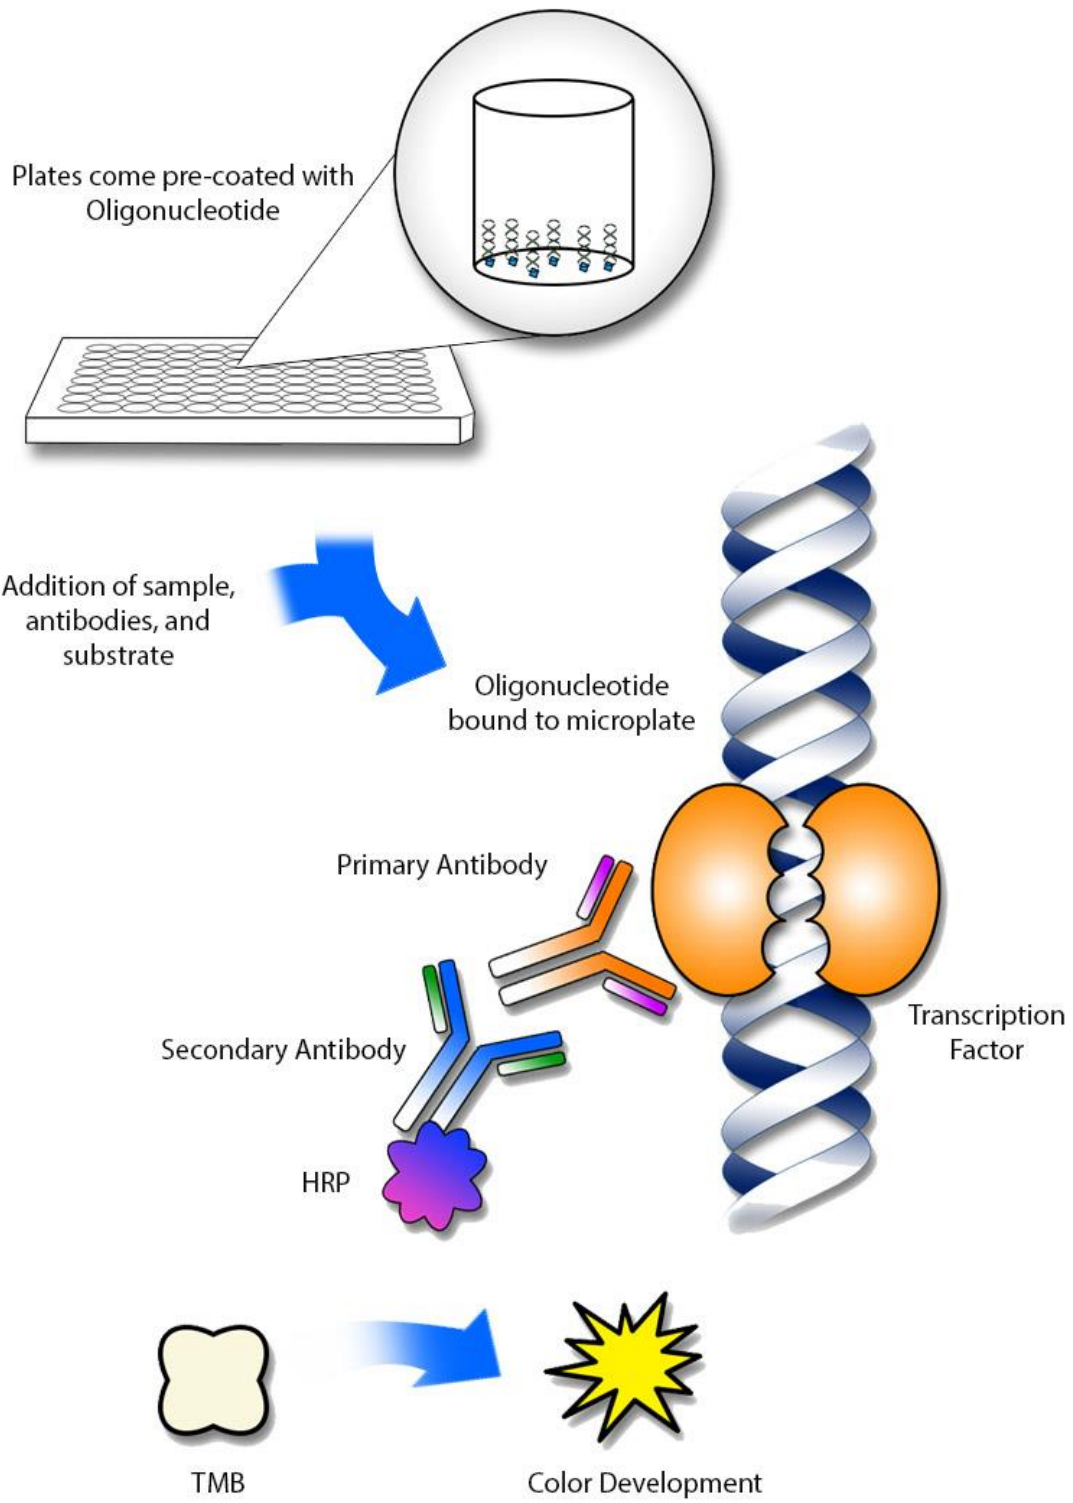 Plates come pre-coated with
Oligonucleotide
Addition of sample,
antibodies, and
substrate
Oligonucleotide
bound to microplate
Primary Antibody
Transcription
Factor
Secondary Antibody
HRP
TMB
Color Development